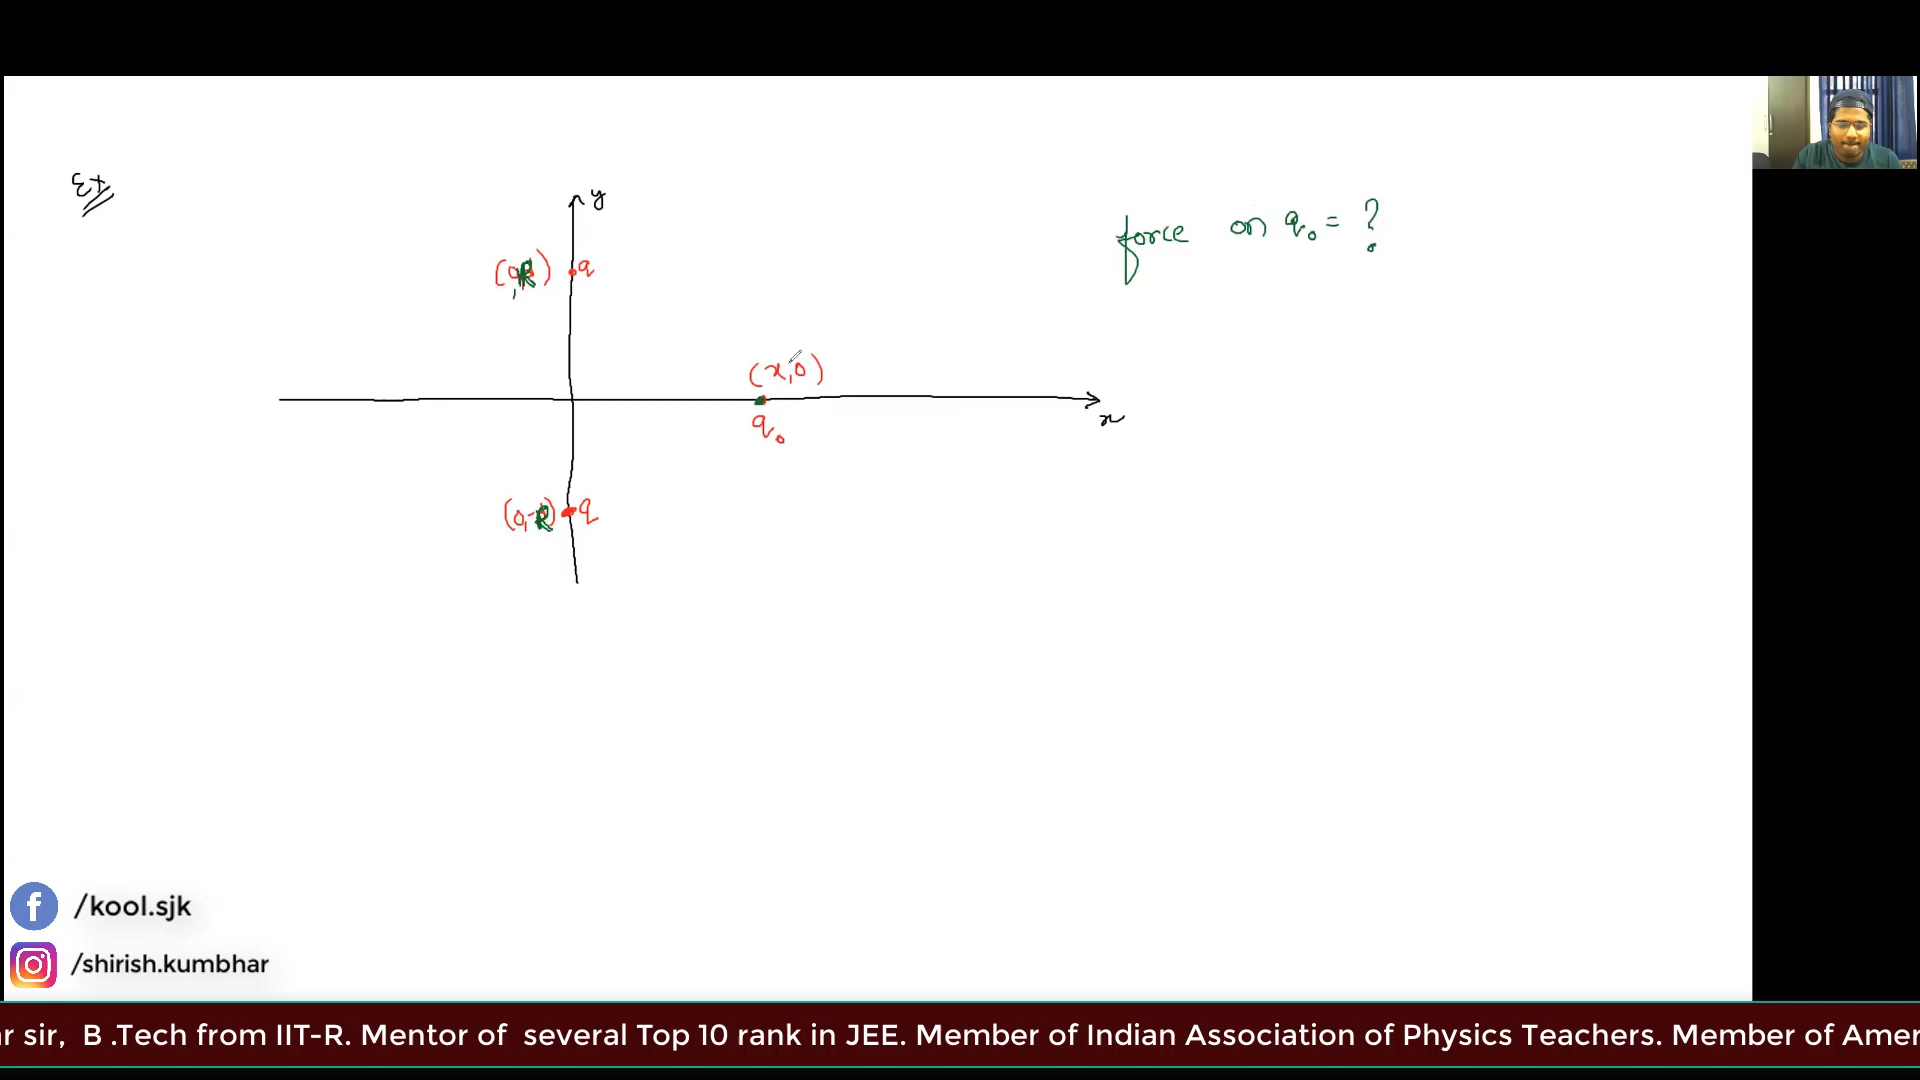 Ex
y
force on q₀ = ?
(0,R) q
(x,0)
x
q₀
(0,-R) q
/kool.sjk
/shirish.kumbhar
r sir, B .Tech from IIT-R. Mentor of several Top 10 rank in JEE. Member of Indian Association of Physics Teachers. Member of Amer